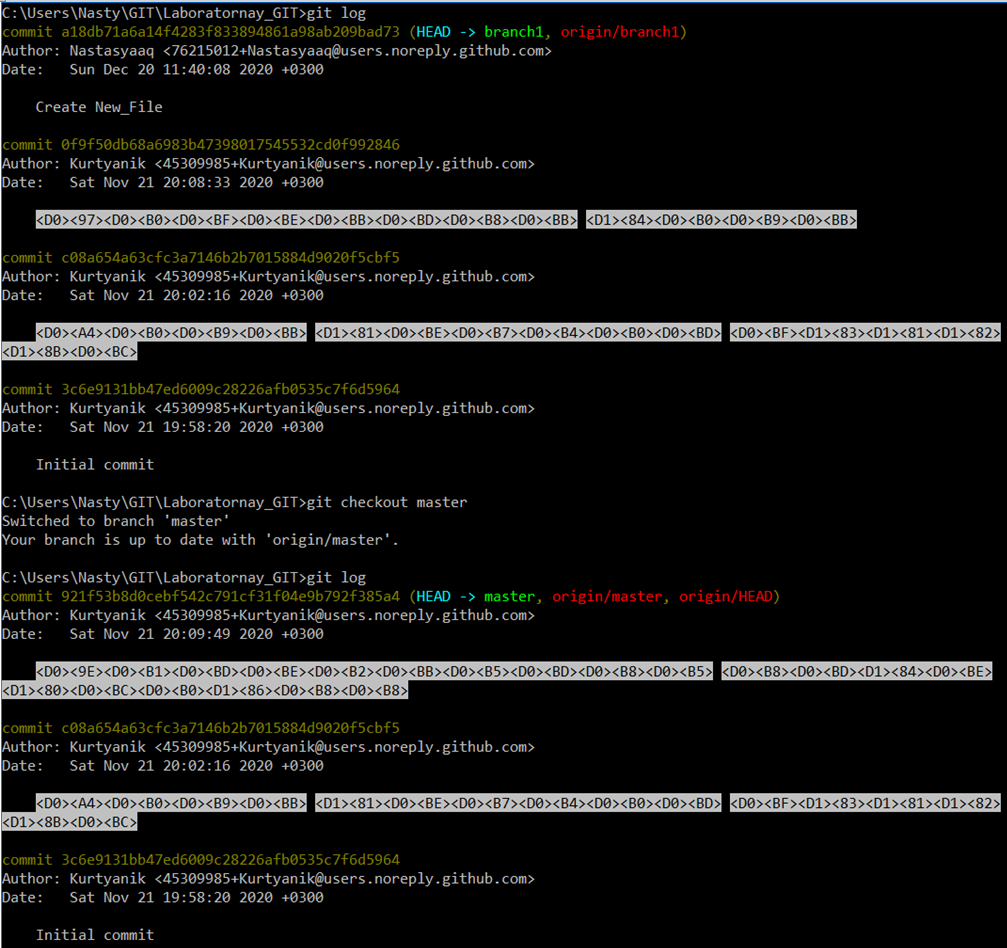 C:\Users\Nasty\GIT\Laboratornay_GIT>git log
commit a18db71a6a14f4283f833894861a98ab209bad73 (HEAD -> branch1, origin/branch1)
Author: Nastasyaaq <76215012+Nastasyaaq@users.noreply.github.com>
Date:   Sun Dec 20 11:40:08 2020 +0300
    Create New_File
commit 0f9f50db68a6983b47398017545532cd0f992846
Author: Kurtyanik <45309985+Kurtyanik@users.noreply.github.com>
Date:   Sat Nov 21 20:08:33 2020 +0300
    <D0><97><D0><B0><D0><BF><D0><BE><D0><BB><D0><BD><D0><B8><D0><BB> <D1><84><D0><B0><D0><B9><D0><BB>
commit c08a654a63cfc3a7146b2b7015884d9020f5cbf5
Author: Kurtyanik <45309985+Kurtyanik@users.noreply.github.com>
Date:   Sat Nov 21 20:02:16 2020 +0300
    <D0><A4><D0><B0><D0><B9><D0><BB> <D1><81><D0><BE><D0><B7><D0><B4><D0><B0><D0><BD> <D0><BF><D1><83><D1><81><D1><82>
<D1><8B><D0><BC>
commit 3c6e9131bb47ed6009c28226afb0535c7f6d5964
Author: Kurtyanik <45309985+Kurtyanik@users.noreply.github.com>
Date:   Sat Nov 21 19:58:20 2020 +0300
    Initial commit
C:\Users\Nasty\GIT\Laboratornay_GIT>git checkout master
Switched to branch 'master'
Your branch is up to date with 'origin/master'.
C:\Users\Nasty\GIT\Laboratornay_GIT>git log
commit 921f53b8d0cebf542c791cf31f04e9b792f385a4 (HEAD -> master, origin/master, origin/HEAD)
Author: Kurtyanik <45309985+Kurtyanik@users.noreply.github.com>
Date:   Sat Nov 21 20:09:49 2020 +0300
    <D0><9E><D0><B1><D0><BD><D0><BE><D0><B2><D0><BB><D0><B5><D0><BD><D0><B8><D0><B5> <D0><B8><D0><BD><D1><84><D0><BE>
<D1><80><D0><BC><D0><B0><D1><86><D0><B8><D0><B8>
commit c08a654a63cfc3a7146b2b7015884d9020f5cbf5
Author: Kurtyanik <45309985+Kurtyanik@users.noreply.github.com>
Date:   Sat Nov 21 20:02:16 2020 +0300
    <D0><A4><D0><B0><D0><B9><D0><BB> <D1><81><D0><BE><D0><B7><D0><B4><D0><B0><D0><BD> <D0><BF><D1><83><D1><81><D1><82>
<D1><8B><D0><BC>
commit 3c6e9131bb47ed6009c28226afb0535c7f6d5964
Author: Kurtyanik <45309985+Kurtyanik@users.noreply.github.com>
Date:   Sat Nov 21 19:58:20 2020 +0300
    Initial commit